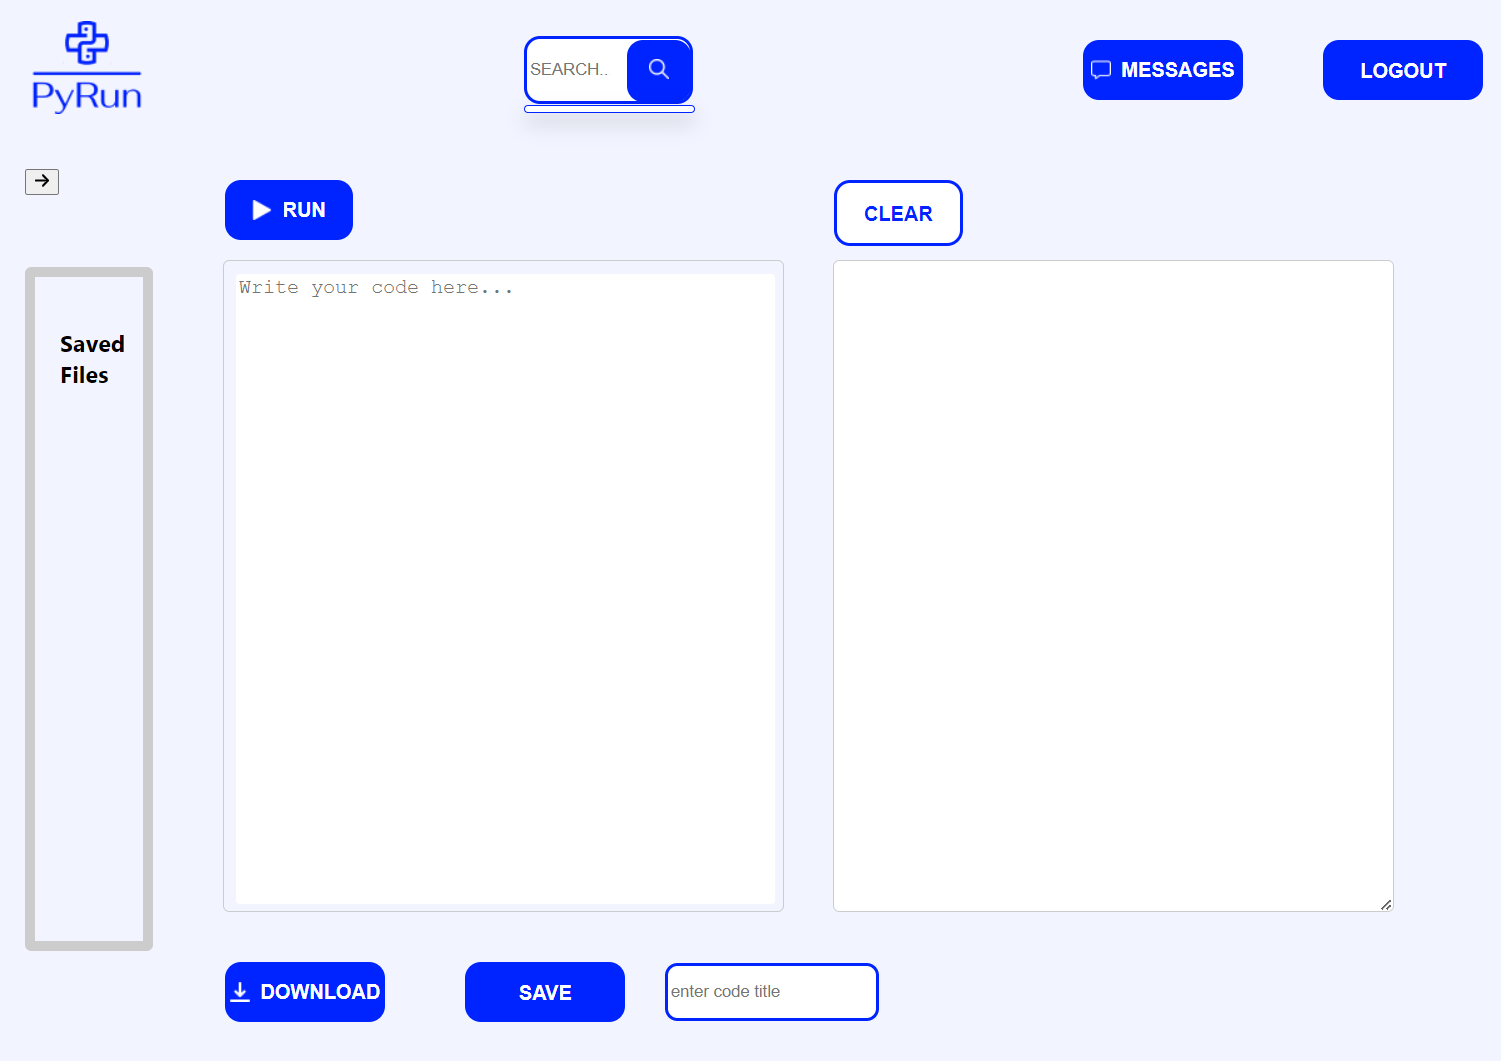 PyRun
SEARCH..
MESSAGES
LOGOUT
RUN
CLEAR
Write your code here...
Saved
Files
DOWNLOAD
SAVE
enter code title